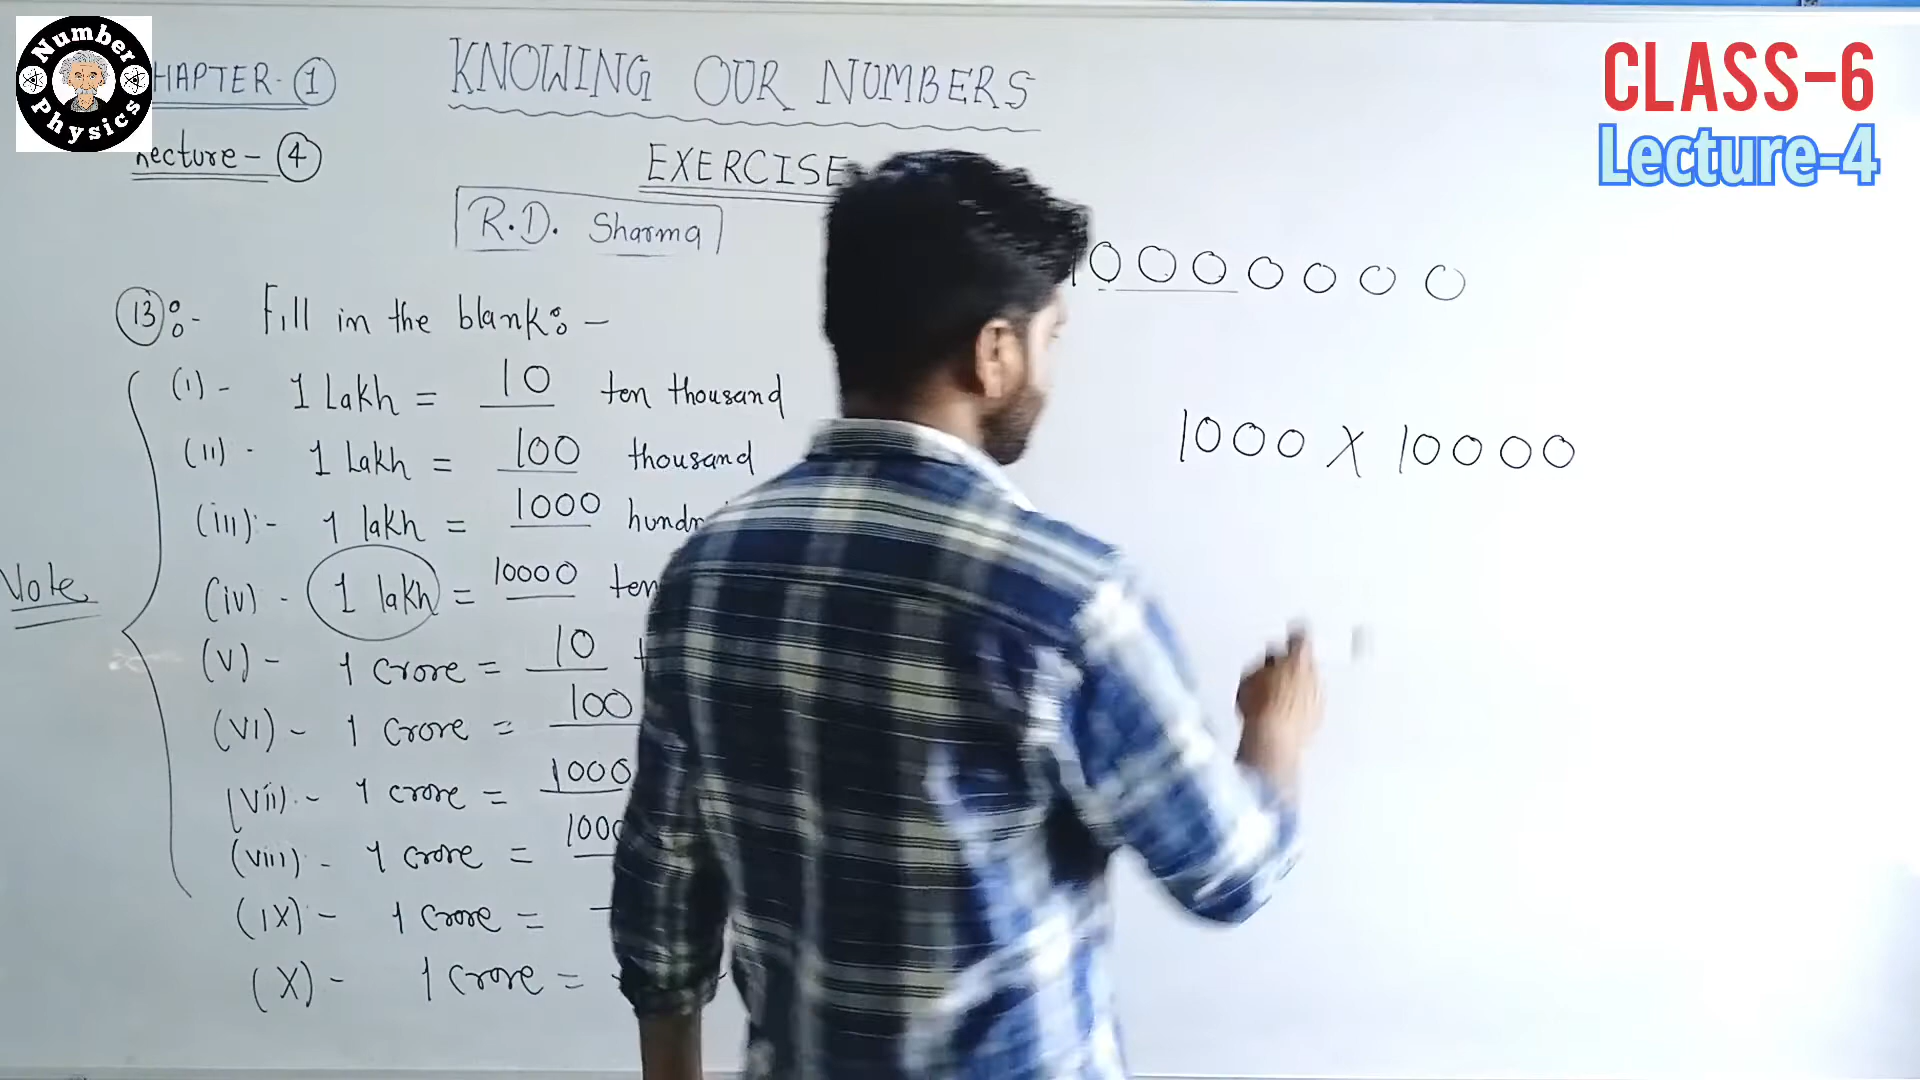 Number Physics
CLASS-6
Lecture-4
HAPTER-1
Lecture-4
KNOWING OUR NUMBERS
EXERCISE
R.D. Sharma
10000000
13:- Fill in the blank:-
(i)- 1 Lakh = 10 ten thousand
(ii)- 1 Lakh = 100 thousand
(iii):- 1 lakh = 1000 hundr
(iv)- 1 lakh = 10000 ten
(v)- 1 crore = 10
(vi)- 1 crore = 100
(vii).- 1 crore = 1000
(viii)- 1 crore = 1000
(ix)- 1 crore =
(x)- 1 crore =
Note
1000 X 10000